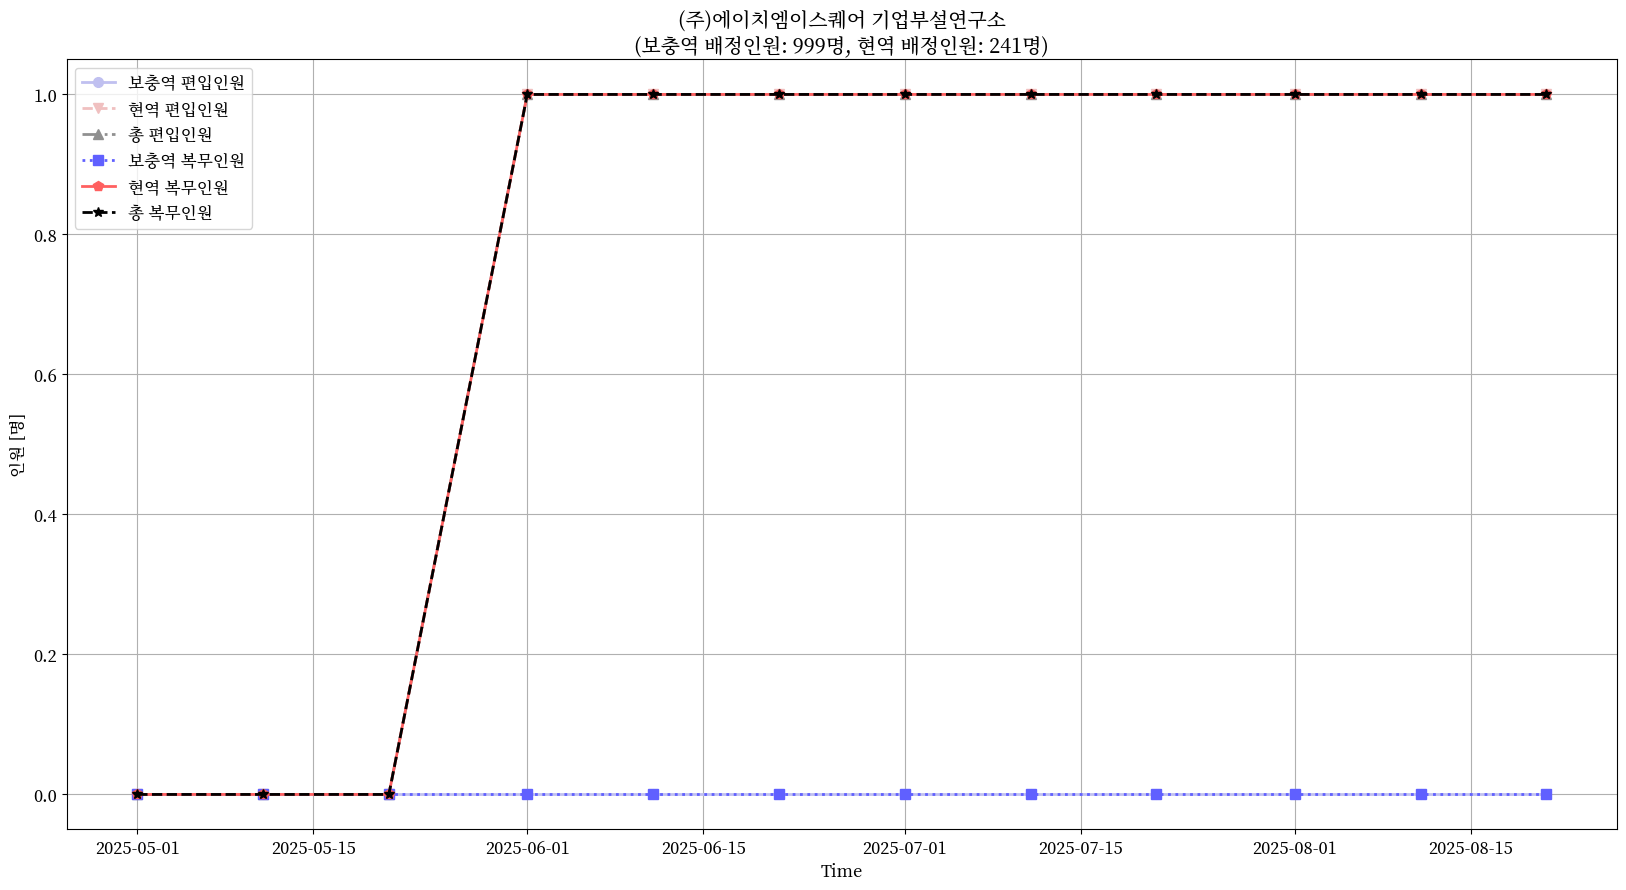 (주)에이치엠이스퀘어 기업부설연구소
(보충역 배정인원: 999명, 현역 배정인원: 241명)
보충역 편입인원
현역 편입인원
총 편입인원
보충역 복무인원
현역 복무인원
총 복무인원
1.0
0.8
0.6
0.4
0.2
0.0
인원 [명]
2025-05-01
2025-05-15
2025-06-01
2025-06-15
2025-07-01
2025-07-15
2025-08-01
2025-08-15
Time